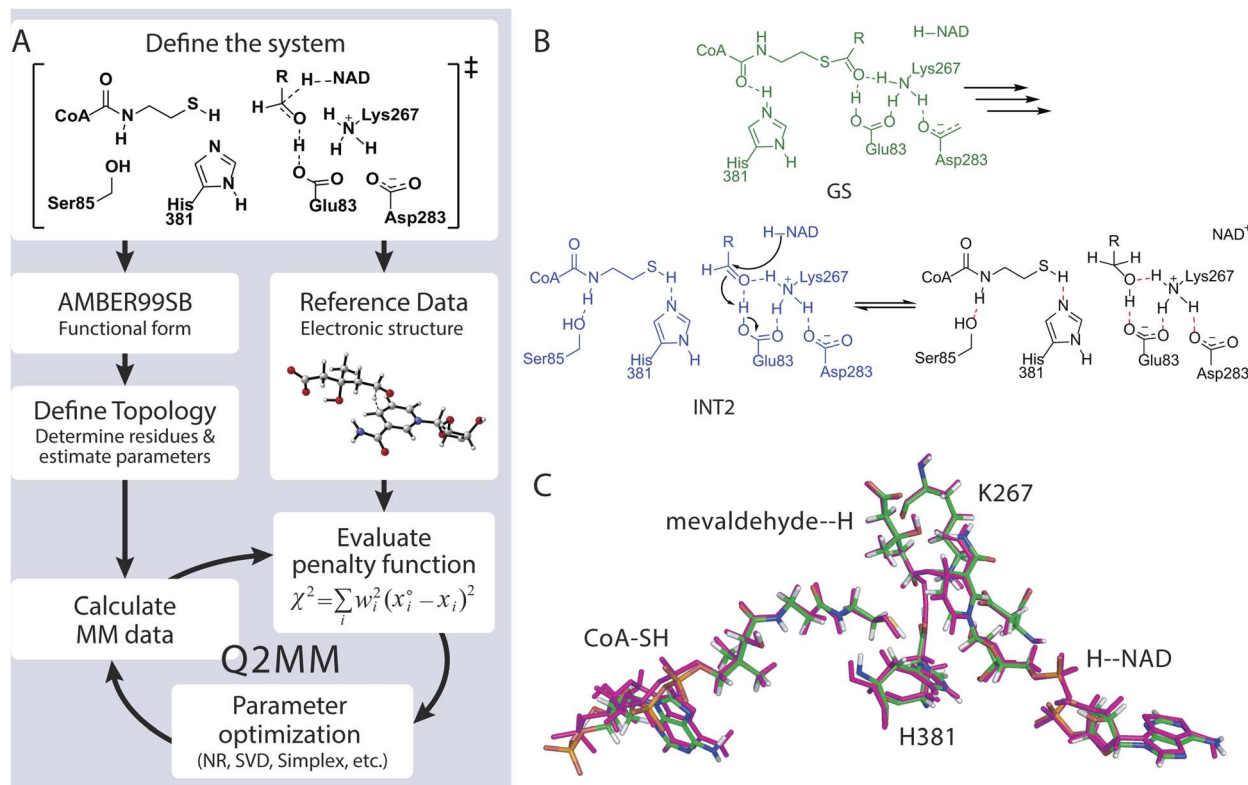 A
Define the system
‡
O
CoA
N
H
S
H
R
H
NAD
H
O
H
O
O
Glu83
H
H
N
+
H
Lys267
OH
Ser85
N
N
H
His
381
O
O
−
Asp283
AMBER99SB
Functional form
Reference Data
Electronic structure
Define Topology
Determine residues &
estimate parameters
Evaluate
penalty function
χ²=∑wᵢ²(xᵢ°−xᵢ)²
i
Calculate
MM data
Q2MM
Parameter
optimization
(NR, SVD, Simplex, etc.)
B
CoA
H
N
O
S
R
O
H–NAD
H
Lys267
N
+
H
H
H
H
N
N
H
His
381
O
O
Glu83
O
−
Asp283
GS
O
CoA
N
H
S
H
HO
Ser85
N
N
H
His
381
R
H–NAD
H
O
H
N
+
Lys267
H
H
H
O
O
Glu83
O
O
−
Asp283
INT2
O
CoA
N
H
S
H
HO
Ser85
N
N
H
His
381
R
NAD⁺
H
H
O
H
N
+
Lys267
H
H
H
O
O
−
Glu83
O
O
−
Asp283
C
K267
mevaldehyde--H
CoA-SH
H--NAD
H381